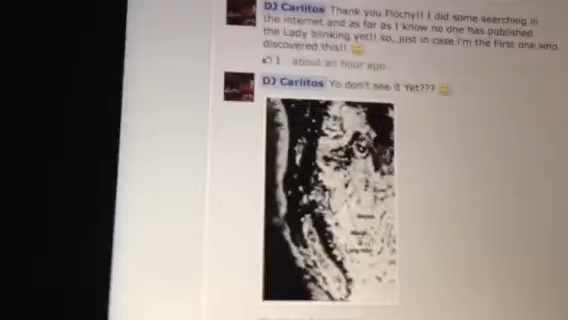 DJ Carlitos Thank you Flochy!! I did some searching in
the internet and as far as I know no one has published
the Lady blinking yet!! so, just in case i'm the First one who
discovered this!!
1 about an hour ago
DJ Carlitos Yo don't see it Yet???